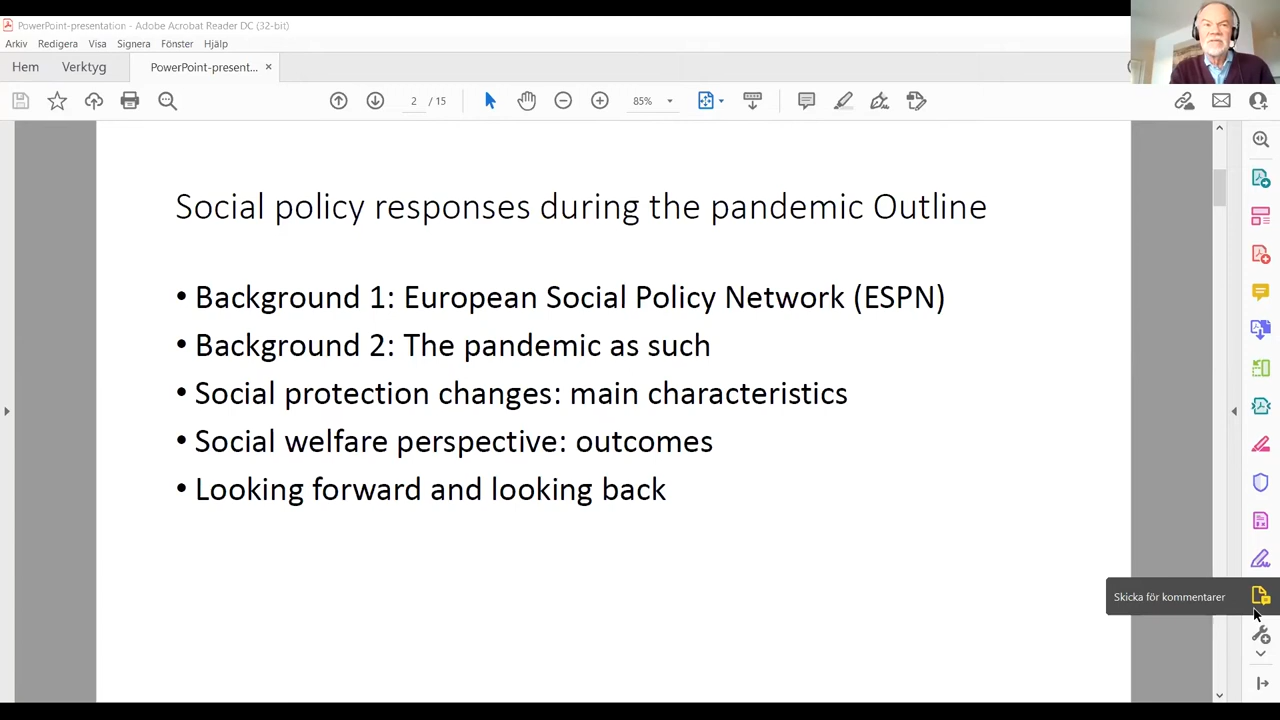 PowerPoint-presentation - Adobe Acrobat Reader DC (32-bit)
Arkiv Redigera Visa Signera Fönster Hjälp
Hem Verktyg PowerPoint-present... ×
2 / 15 85%
Social policy responses during the pandemic Outline
• Background 1: European Social Policy Network (ESPN)
• Background 2: The pandemic as such
• Social protection changes: main characteristics
• Social welfare perspective: outcomes
• Looking forward and looking back
Skicka för kommentarer